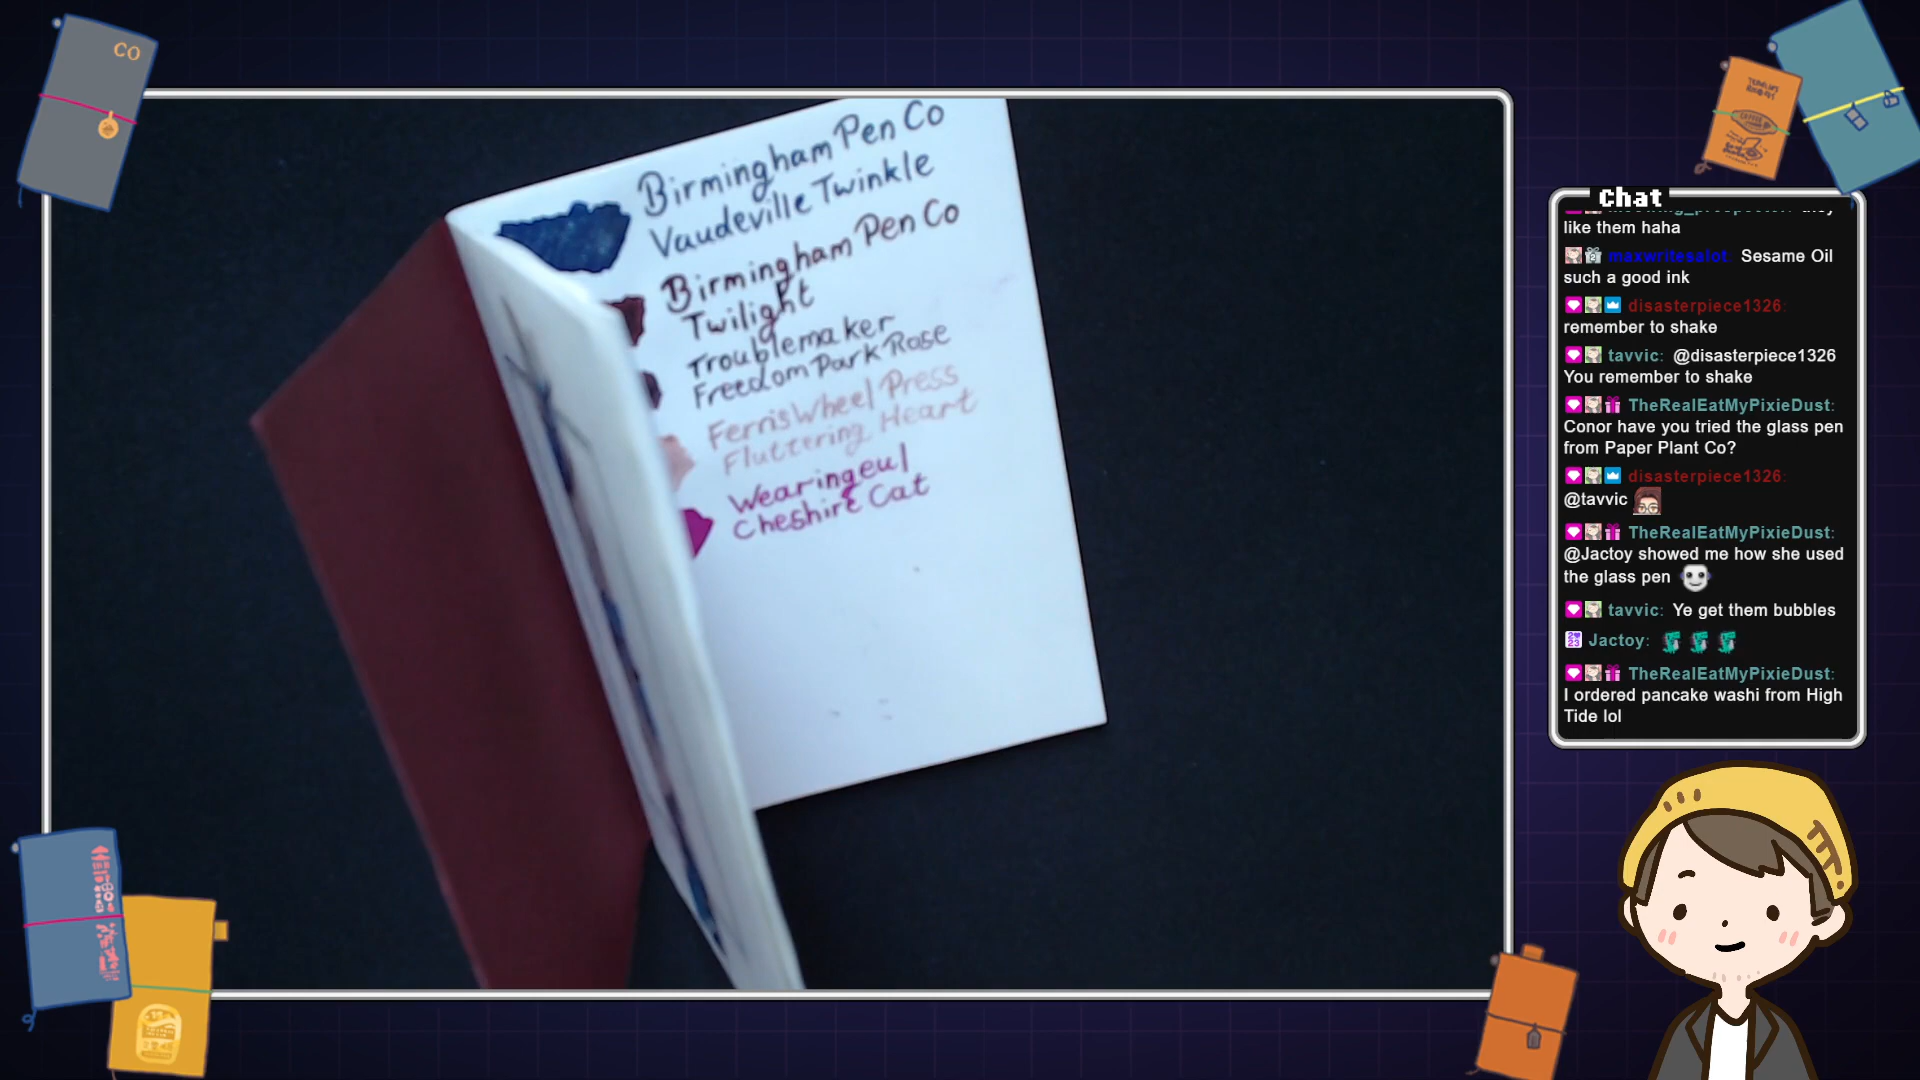 Birmingham Pen Co
Vaudeville Twinkle
Birmingham Pen Co
Twilight
Troublemaker
Freedom Park Rose
Ferris Wheel Press
Fluttering Heart
Wearingeul
Cheshire Cat
CO
chat
like them haha
maxwritesalot: Sesame Oil
such a good ink
disasterpiece1326:
remember to shake
tavvic: @disasterpiece1326
You remember to shake
TheRealEatMyPixieDust:
Conor have you tried the glass pen
from Paper Plant Co?
disasterpiece1326:
@tavvic
TheRealEatMyPixieDust:
@Jactoy showed me how she used
the glass pen
tavvic: Ye get them bubbles
Jactoy:
TheRealEatMyPixieDust:
I ordered pancake washi from High
Tide lol